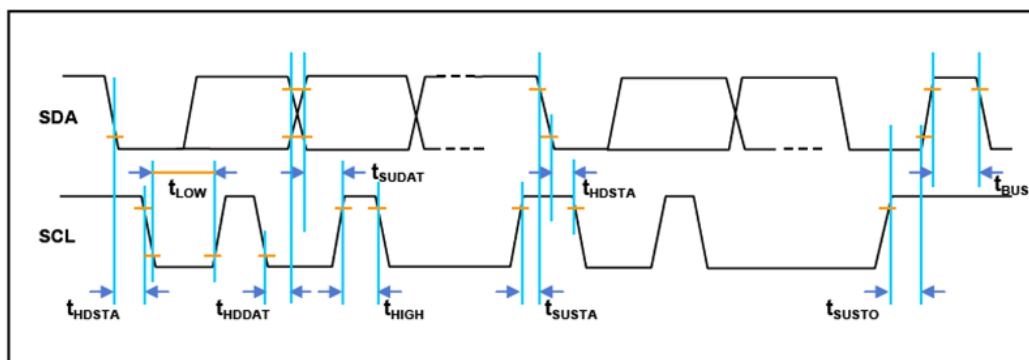 SDA
tLOW
tSUDAT
tHDSTA
tBUS
SCL
tHDSTA
tHDDAT
tHIGH
tSUSTA
tSUSTO